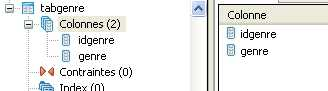 tabgenre
Colonnes (2)
idgenre
genre
Contraintes (0)
Index (0)
Colonne
idgenre
genre